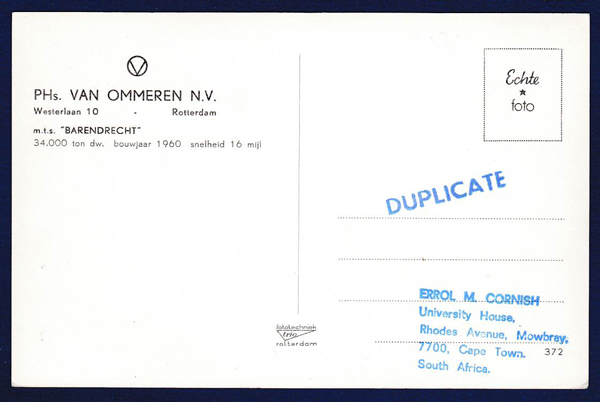 PHs. VAN OMMEREN N.V.
Westerlaan 10 - Rotterdam
m.t.s. "BARENDRECHT"
34.000 ton dw. bouwjaar 1960 snelheid 16 mijl
Echte
foto
DUPLICATE
ERROL M. CORNISH
University House,
Rhodes Avenue, Mowbray,
7700, Cape Town.
South Africa.
372
fototechniek
rotterdam